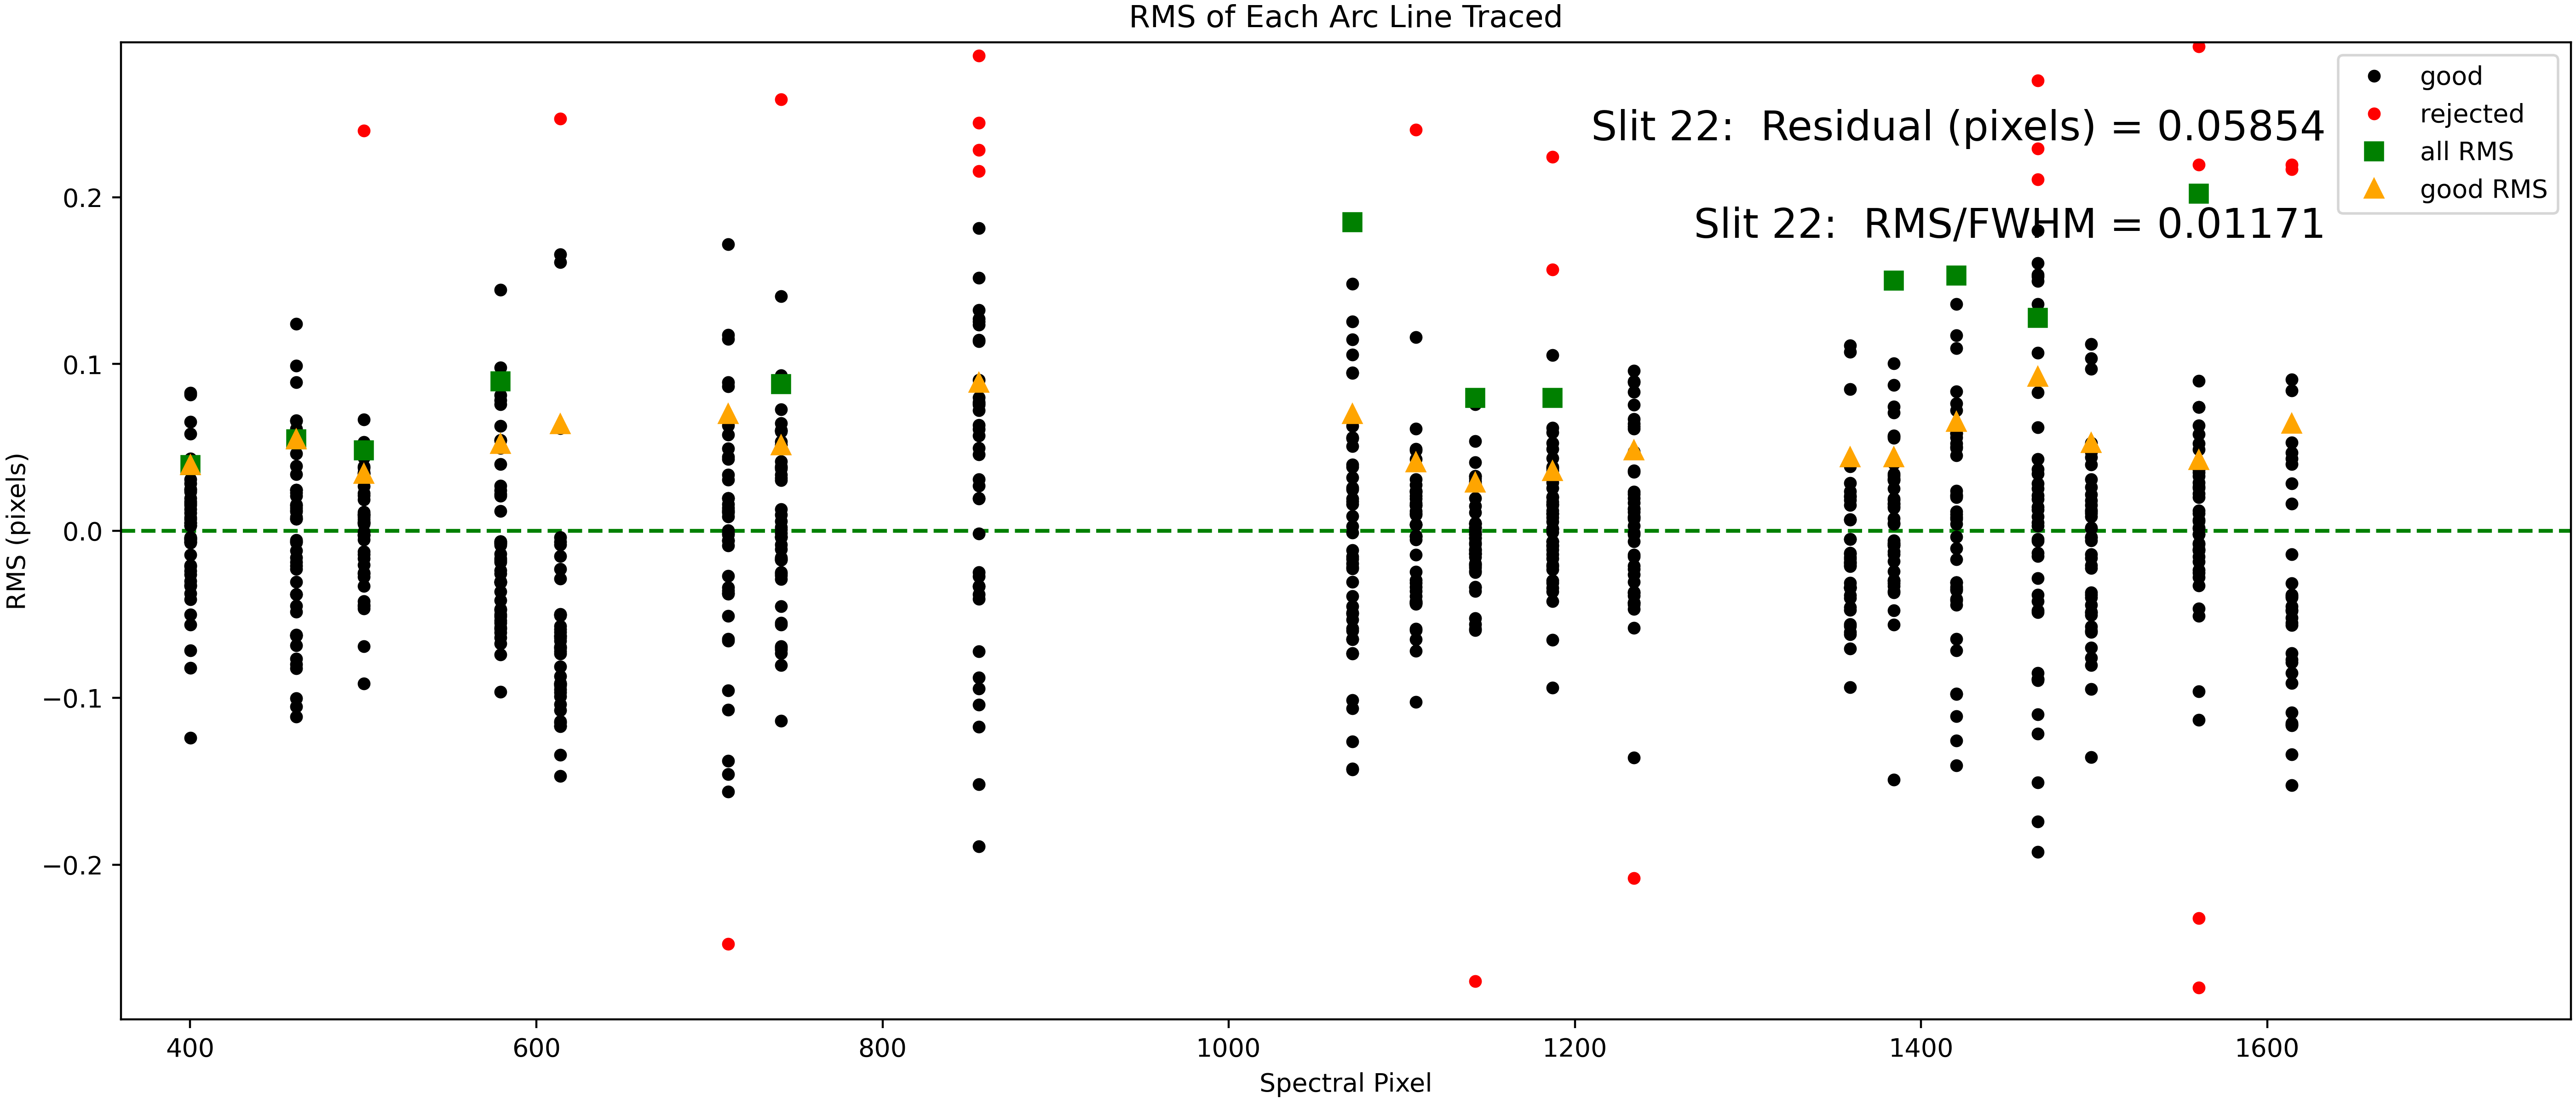 RMS of Each Arc Line Traced
good
rejected
all RMS
good RMS
Slit 22:  Residual (pixels) = 0.05854
Slit 22:  RMS/FWHM = 0.01171
RMS (pixels)
0.2
0.1
0.0
−0.1
−0.2
400 600 800 1000 1200 1400 1600
Spectral Pixel